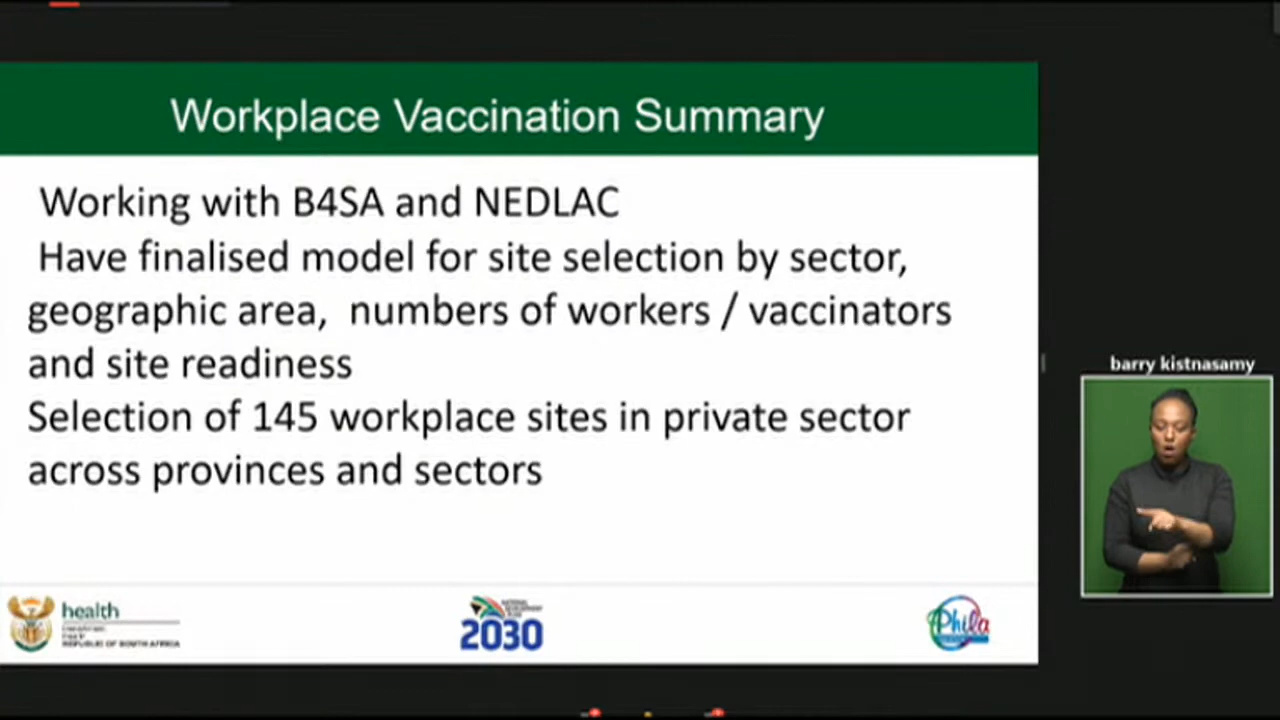 Workplace Vaccination Summary
Working with B4SA and NEDLAC
Have finalised model for site selection by sector,
geographic area, numbers of workers / vaccinators
and site readiness
Selection of 145 workplace sites in private sector
across provinces and sectors
barry kistnasamy
health
REPUBLIC OF SOUTH AFRICA
2030
Phila